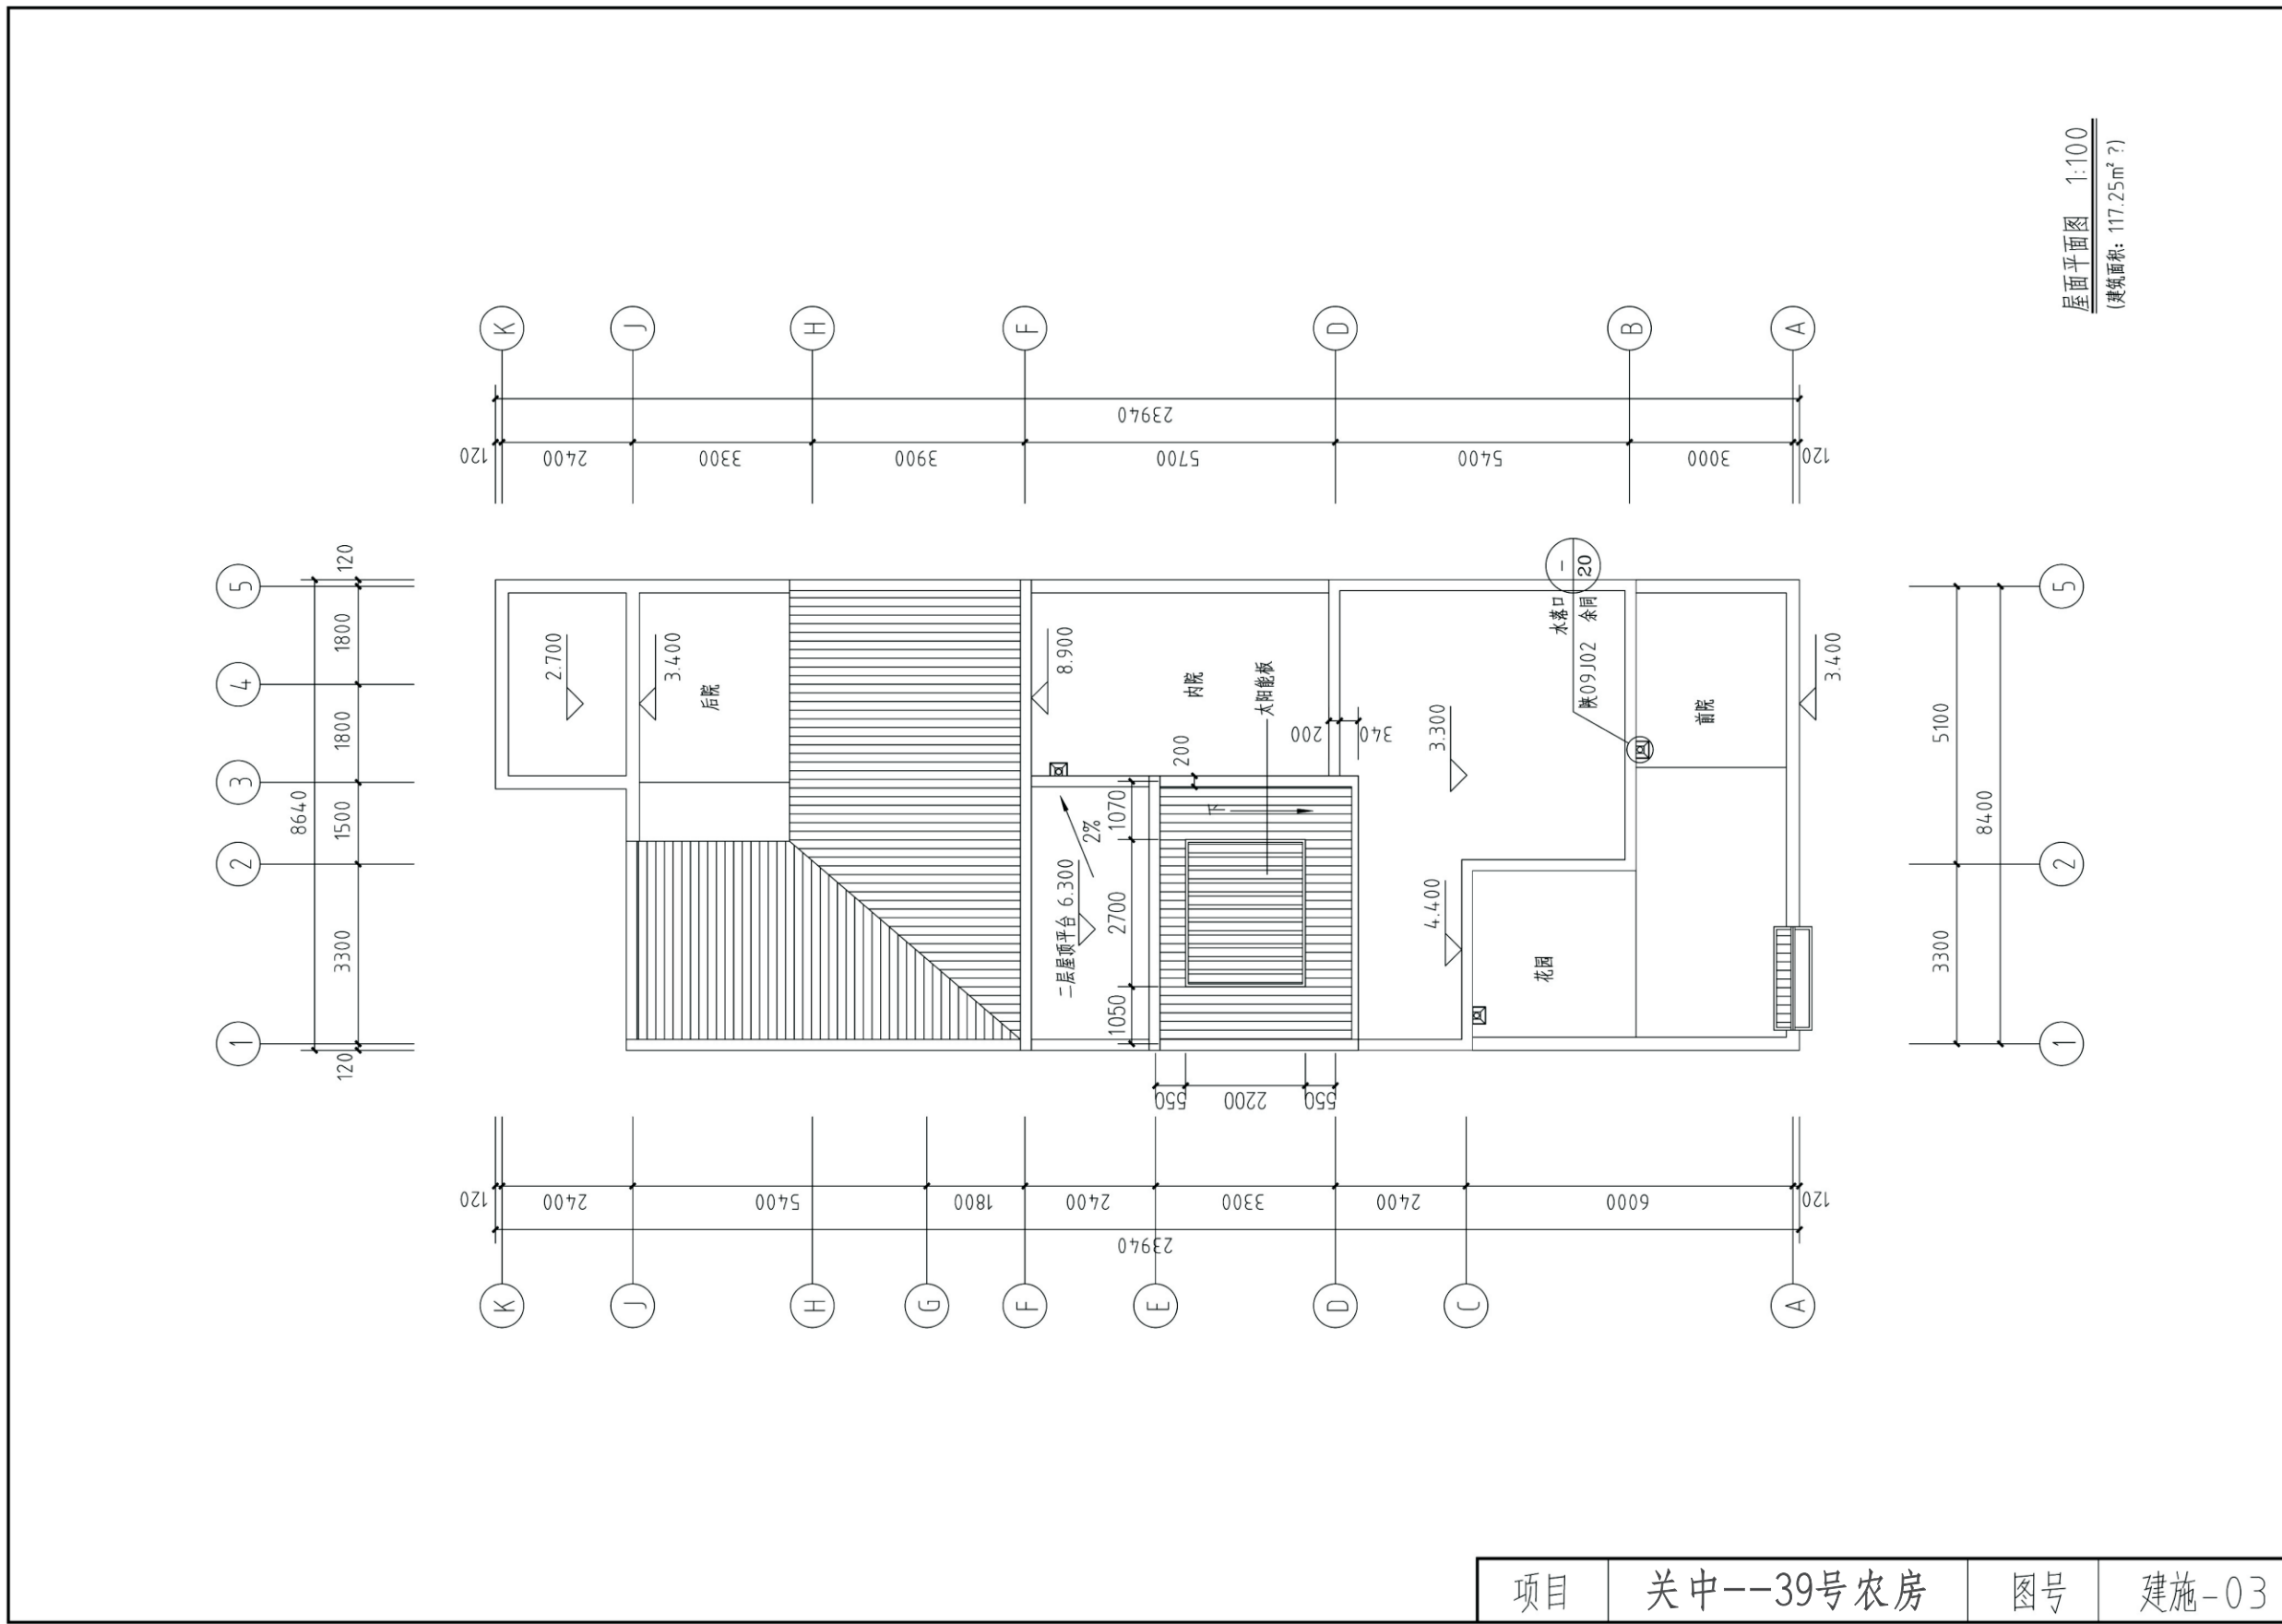 屋面平面图 1:100
(建筑面积: 117.25m² ?)
K
J
H
F
D
B
A
23940
120
2400
3300
3900
5700
5400
3000
120
5
4
3
2
1
120
1800
1800
1500
3300
120
8640
2.700
3.400
后院
8.900
内院
太阳能板
水落口
余同
陕09J02
-
20
前院
3.400
3.300
200
340
200
1070
2700
1050
2%
下
二层屋顶平台 6.300
4.400
花园
550
2200
550
5
2
1
5100
3300
8400
120
2400
5400
1800
2400
3300
2400
6000
120
23940
K
J
H
G
F
E
D
C
A
项目
关中--39号农房
图号
建施-03